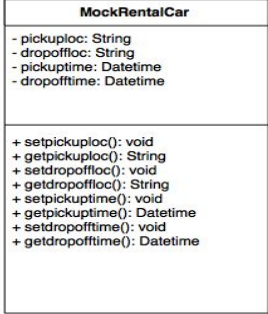 MockRentalCar
- pickuploc: String
- dropoffloc: String
- pickuptime: Datetime
- dropofftime: Datetime
+ setpickuploc(): void
+ getpickuploc(): String
+ setdropoffloc(): void
+ getdropoffloc(): String
+ setpickuptime(): void
+ getpickuptime(): Datetime
+ setdropofftime(): void
+ getdropofftime(): Datetime